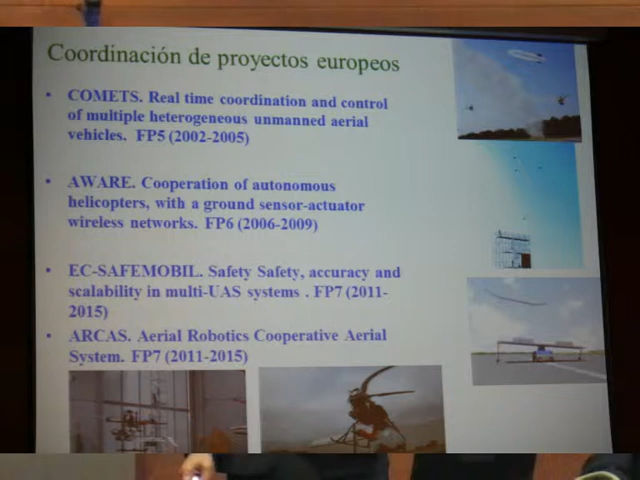 Coordinación de proyectos europeos
• COMETS. Real time coordination and control
of multiple heterogeneous unmanned aerial
vehicles. FP5 (2002-2005)
• AWARE. Cooperation of autonomous
helicopters, with a ground sensor-actuator
wireless networks. FP6 (2006-2009)
• EC-SAFEMOBIL. Safety Safety, accuracy and
scalability in multi-UAS systems . FP7 (2011-
2015)
• ARCAS. Aerial Robotics Cooperative Aerial
System. FP7 (2011-2015)